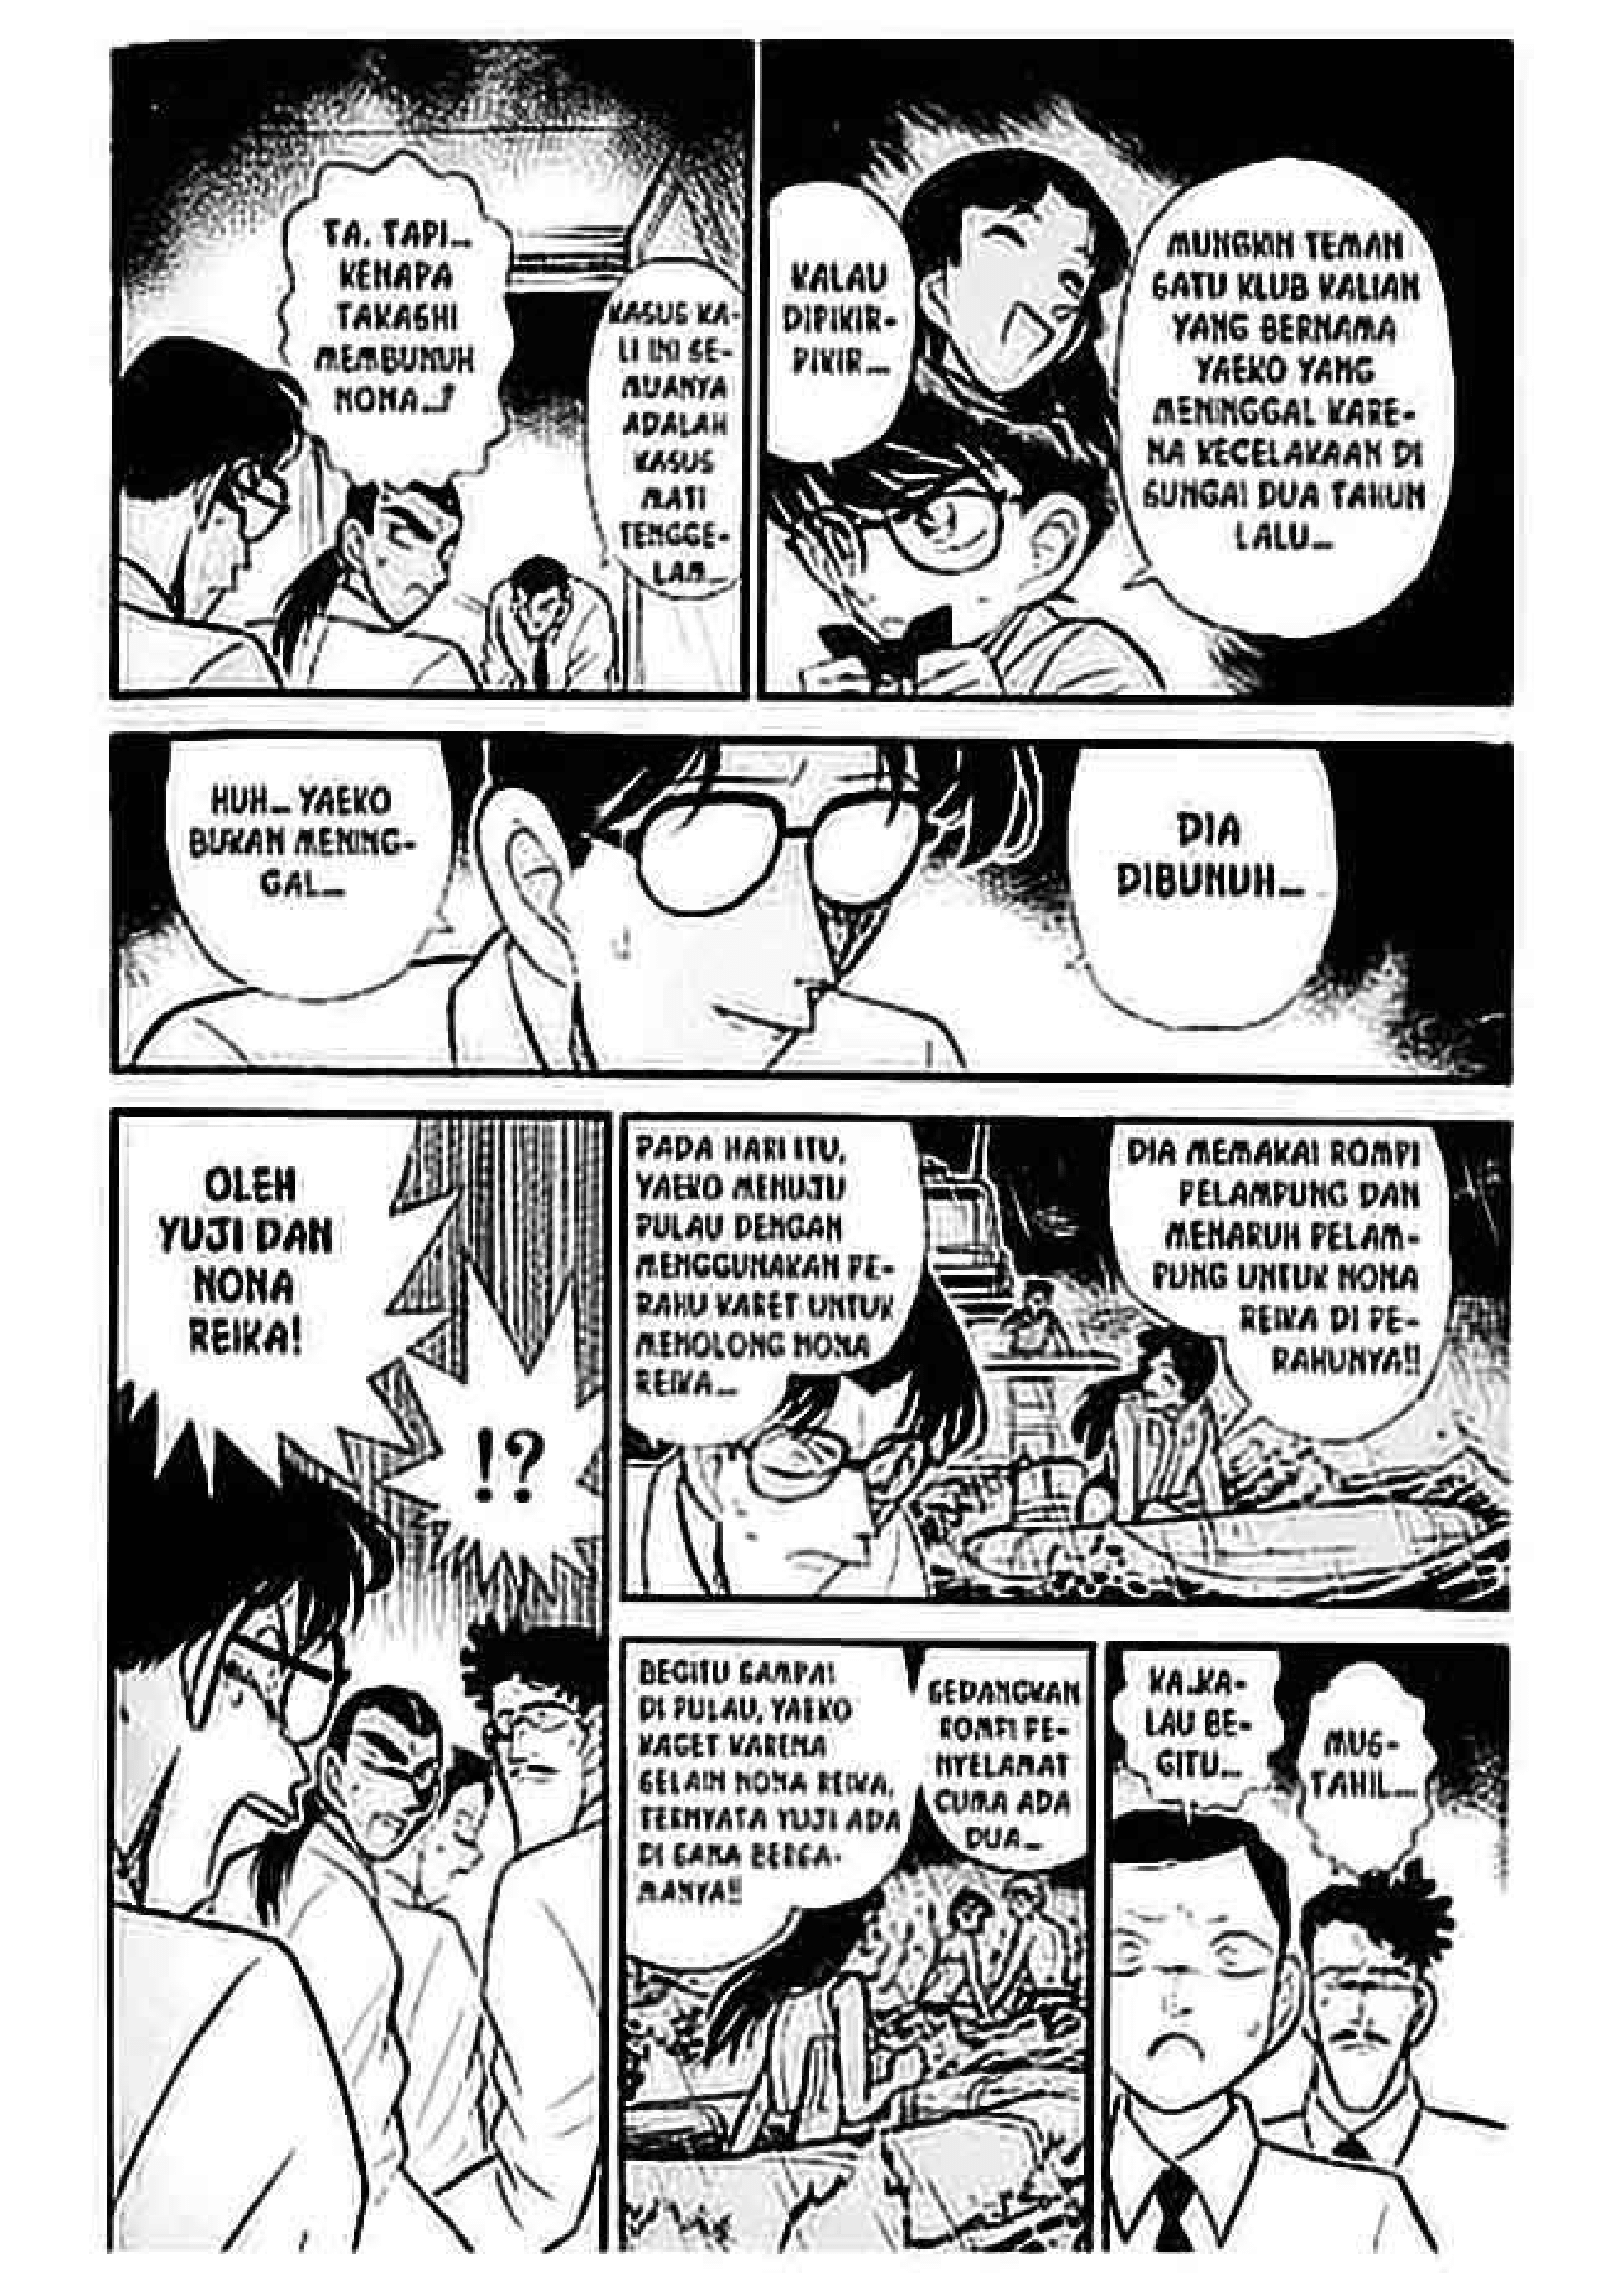 TA. TAPI...
KENAPA
TAKASHI
MEMBUNUH
NONA...?
KASUS KA-
LI INI SE-
MUANYA
ADALAH
KASUS
MATI
TENGGE-
LAM...
KALAU
DIPIKIR-
PIKIR...
MUNGKIN TEMAN
SATU KLUB KALIAN
YANG BERNAMA
YAEKO YANG
MENINGGAL KARE-
NA KECELAKAAN DI
SUNGAI DUA TAHUN
LALU...
HUH... YAEKO
BUKAN MENING-
GAL...
DIA
DIBUNUH...
OLEH
YUJI DAN
NONA
REIKA!
!?
PADA HARI ITU,
YAEKO MENUJU
PULAU DENGAN
MENGGUNAKAN PE-
RAHU KARET UNTUK
MENOLONG NONA
REIKA...
DIA MEMAKAI ROMPI
PELAMPUNG DAN
MENARUH PELAM-
PUNG UNTUK NONA
REIKA DI PE-
RAHUNYA!!
BEGITU SAMPAI
DI PULAU, YAEKO
KAGET KARENA
SELAIN NONA REIKA,
TERNYATA YUJI ADA
DI SANA BERSA-
MANYA!!
SEDANGKAN
ROMPI PE-
NYELAMAT
CUMA ADA
DUA...
KA..KA-
LAU BE-
GITU...
MUS-
TAHIL...